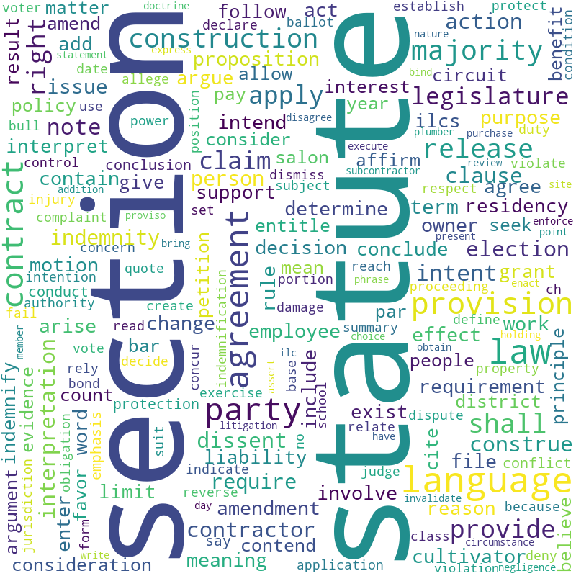 voter
matter
doctrine
follow
act
voter
ballot
establish
protect
result
right
amend
date
add
express
declare
nature
action
benefit
condition
section
construction
proposition
majority
statement
issue
allege
argue
allow
interest
circuit
policy
use
pay
apply
year
legislature
bull
power
position
disagree
bind
note
intend
ilcs
purpose
plumber
purchase
duty
interpret
control
conclusion
consider
execute
affirm
release
contract
contain
give
claim
salon
dismiss
subcontractor
review
violate
injury
addition
person
subject
clause
respect
site
complaint
proviso
set
support
determine
term
agree
residency
enforce
indemnity
concern
bring
entitle
owner
seek
present
point
motion
quote
petition
decision
conclude
election
intention
conduct
create
mean
reach
intent
grant
authority
rule
portion
phrase
proceeding
enact
ch
fail
arise
read
change
agreement
indemnification
damage
par
provision
member
vote
bar
concur
employee
summary
effect
define
work
rely
decide
iln
base
choice
obtain
holding
law
people
property
principle
bond
count
protection
exercise
assert
include
school
exist
requirement
interpretation
word
emphasis
suit
party
litigation
relate
dispute
district
evidence
favor
dissent
no
have
cite
shall
indemnify
obligation
indicate
liability
judge
construe
argument
jurisdiction
enter
limit
reverse
require
involve
file
conflict
form
day
amendment
invalidate
language
reason
because
believe
contractor
say
contend
class
circumstance
provide
write
consideration
meaning
application
cultivator
deny
violation
negligence
statute